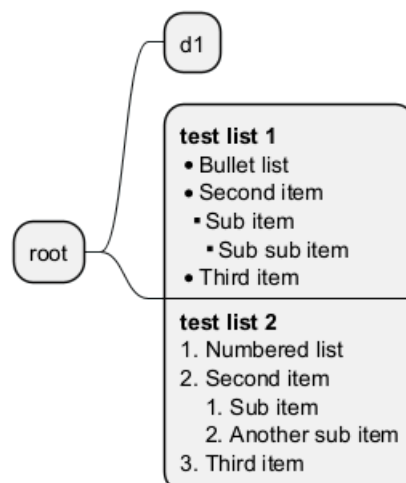 d1
root
test list 1
• Bullet list
• Second item
▪ Sub item
▪ Sub sub item
• Third item
test list 2
1. Numbered list
2. Second item
1. Sub item
2. Another sub item
3. Third item